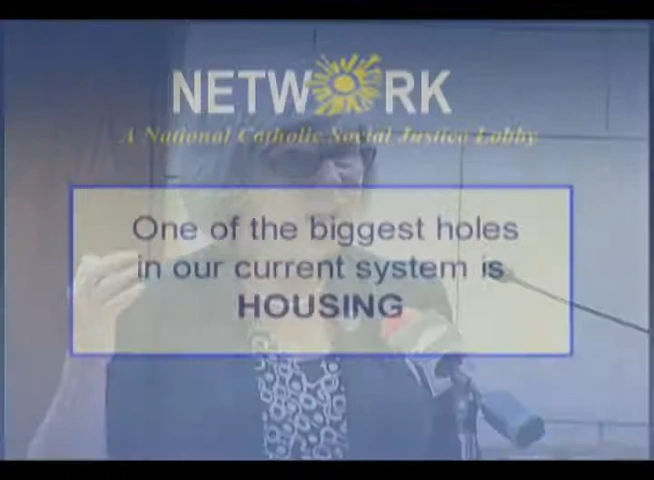 NETWORK
A National Catholic Social Justice Lobby
One of the biggest holes
in our current system is
HOUSING